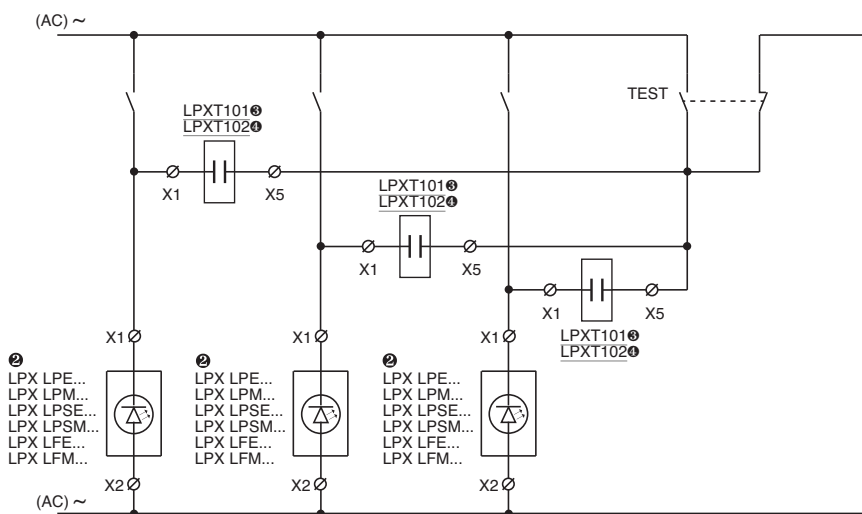 (AC) ~
TEST
LPXT101❸
LPXT102❹
X1 X5
LPXT101❸
LPXT102❹
X1 X5
X1 X5
LPXT101❸
LPXT102❹
X1 X1 X1
❷ ❷ ❷
LPX LPE... LPX LPE... LPX LPE...
LPX LPM... LPX LPM... LPX LPM...
LPX LPSE... LPX LPSE... LPX LPSE...
LPX LPSM... LPX LPSM... LPX LPSM...
LPX LFE... LPX LFE... LPX LFE...
LPX LFM... LPX LFM... LPX LFM...
X2 X2 X2
(AC) ~